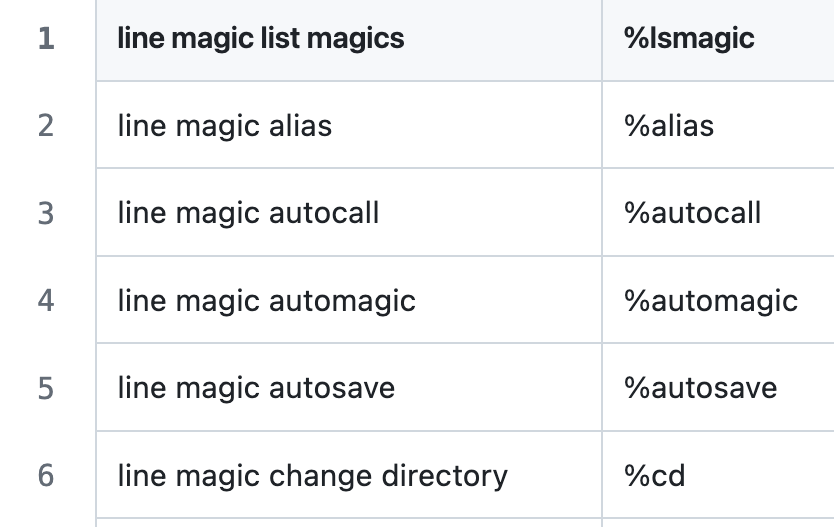 1 line magic list magics %lsmagic
2 line magic alias %alias
3 line magic autocall %autocall
4 line magic automagic %automagic
5 line magic autosave %autosave
6 line magic change directory %cd